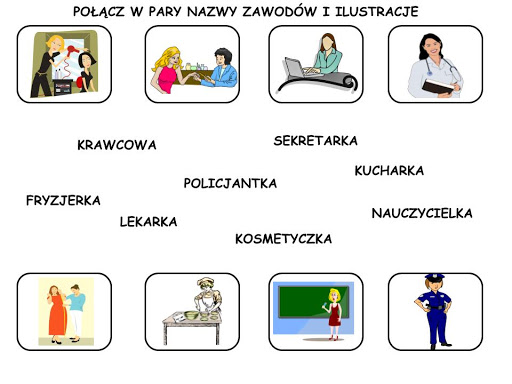 POŁĄCZ W PARY NAZWY ZAWODÓW I ILUSTRACJE
KRAWCOWA
SEKRETARKA
KUCHARKA
POLICJANTKA
FRYZJERKA
NAUCZYCIELKA
LEKARKA
KOSMETYCZKA